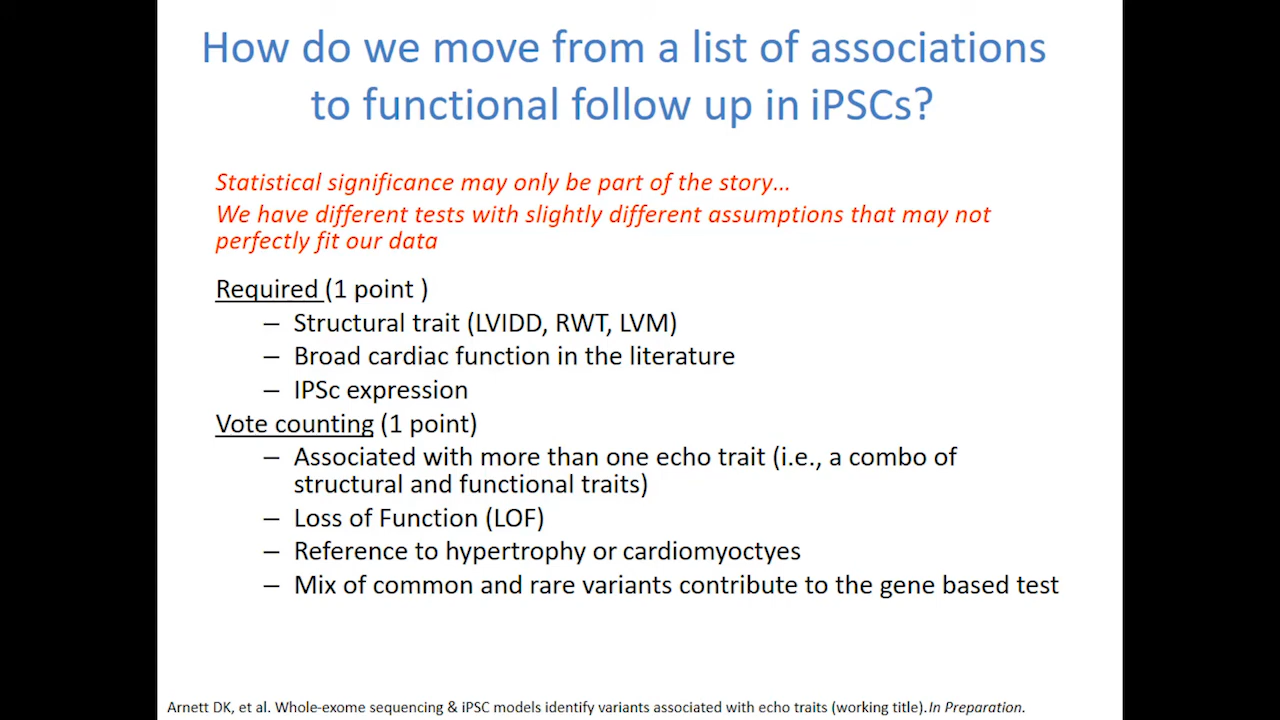 How do we move from a list of associations
to functional follow up in iPSCs?
Statistical significance may only be part of the story…
We have different tests with slightly different assumptions that may not
perfectly fit our data
Required (1 point )
– Structural trait (LVIDD, RWT, LVM)
– Broad cardiac function in the literature
– IPSc expression
Vote counting (1 point)
– Associated with more than one echo trait (i.e., a combo of
structural and functional traits)
– Loss of Function (LOF)
– Reference to hypertrophy or cardiomyoctyes
– Mix of common and rare variants contribute to the gene based test
Arnett DK, et al. Whole-exome sequencing & iPSC models identify variants associated with echo traits (working title). In Preparation.